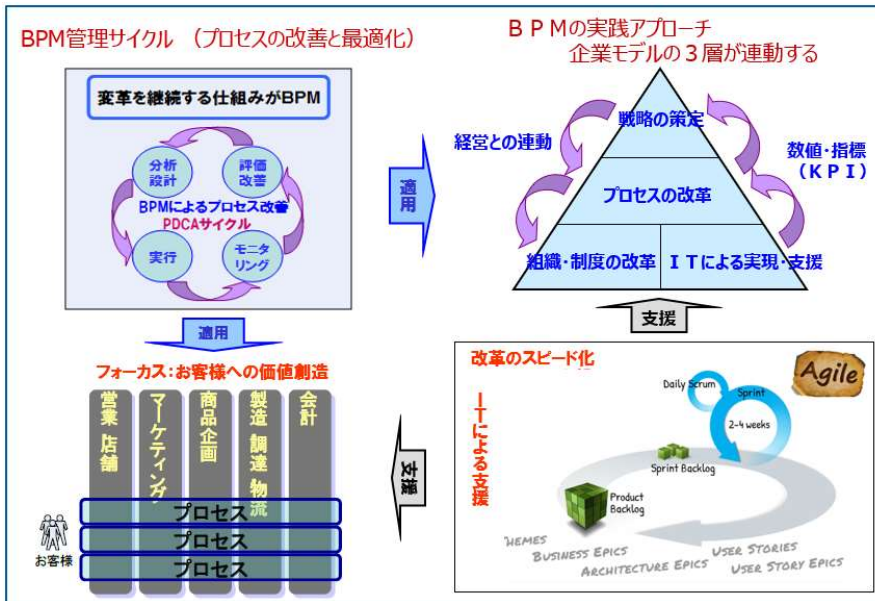 BPM管理サイクル （プロセスの改善と最適化）
変革を継続する仕組みがBPM
分析
設計
評価
改善
BPMによるプロセス改善
PDCAサイクル
実行
モニタ
リング
適用
ＢＰＭの実践アプローチ
企業モデルの３層が連動する
戦略の策定
経営との連動
数値・指標
（ＫＰＩ）
プロセスの改革
組織・制度の改革
ＩＴによる実現・支援
適用
支援
フォーカス：お客様への価値創造
営業 店舗
マーケティング
商品企画
製造 調達 物流
会計
プロセス
プロセス
プロセス
お客様
支援
改革のスピード化
ITによる支援
Agile
Daily Scrum
Sprint
2-4 weeks
Sprint Backlog
Product
Backlog
HEMES
BUSINESS EPICS
ARCHITECTURE EPICS
USER STORIES
USER STORY EPICS